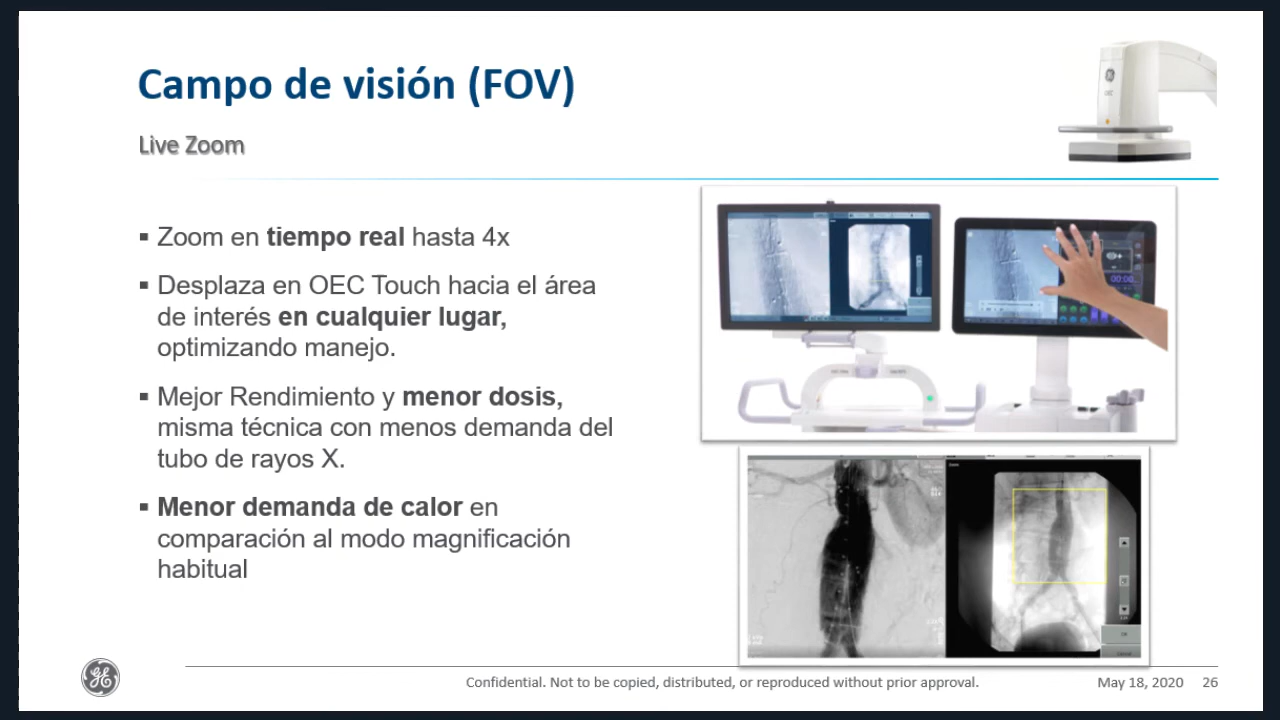 Campo de visión (FOV)
Live Zoom
▪ Zoom en tiempo real hasta 4x
▪ Desplaza en OEC Touch hacia el área
de interés en cualquier lugar,
optimizando manejo.
▪ Mejor Rendimiento y menor dosis,
misma técnica con menos demanda del
tubo de rayos X.
▪ Menor demanda de calor en
comparación al modo magnificación
habitual
Confidential. Not to be copied, distributed, or reproduced without prior approval.
May 18, 2020 26